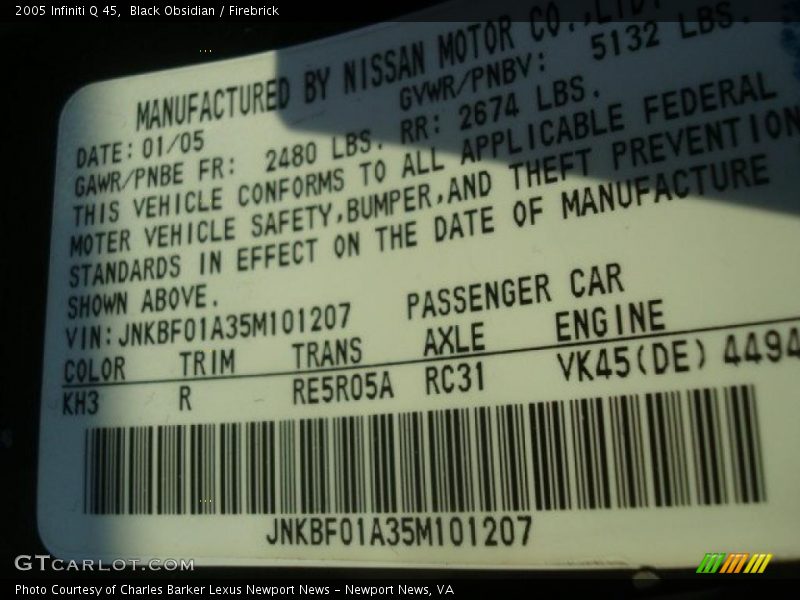 2005 Infiniti Q 45,  Black Obsidian / Firebrick
MANUFACTURED BY NISSAN MOTOR CO.,LTD.
DATE: 01/05 GVWR/PNBV: 5132 LBS.
GAWR/PNBE FR: 2480 LBS. RR: 2674 LBS.
THIS VEHICLE CONFORMS TO ALL APPLICABLE FEDERAL
MOTER VEHICLE SAFETY,BUMPER,AND THEFT PREVENTION
STANDARDS IN EFFECT ON THE DATE OF MANUFACTURE
SHOWN ABOVE.
VIN: JNKBF01A35M101207 PASSENGER CAR
COLOR TRIM TRANS AXLE ENGINE
KH3 R RE5R05A RC31 VK45(DE) 4494
JNKBF01A35M101207
GTCARLOT.COM
Photo Courtesy of Charles Barker Lexus Newport News - Newport News, VA